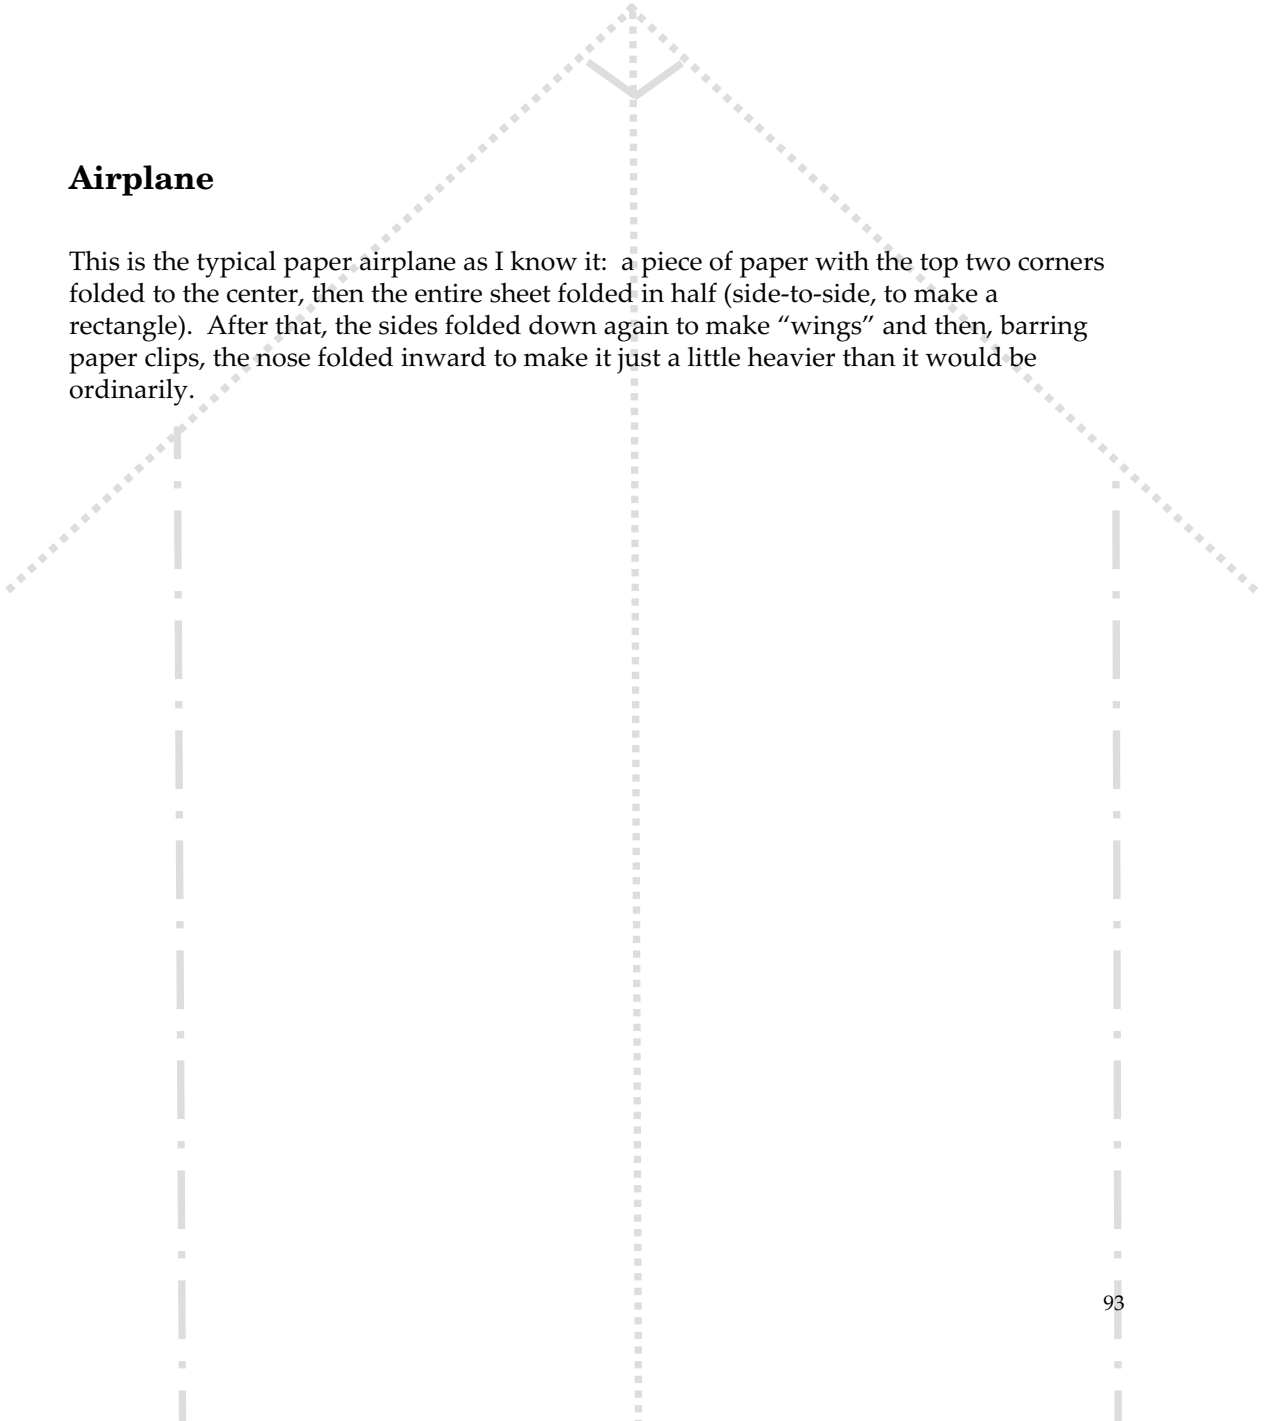 Airplane
This is the typical paper airplane as I know it:  a piece of paper with the top two corners
folded to the center, then the entire sheet folded in half (side-to-side, to make a
rectangle).  After that, the sides folded down again to make “wings” and then, barring
paper clips, the nose folded inward to make it just a little heavier than it would be
ordinarily.
93